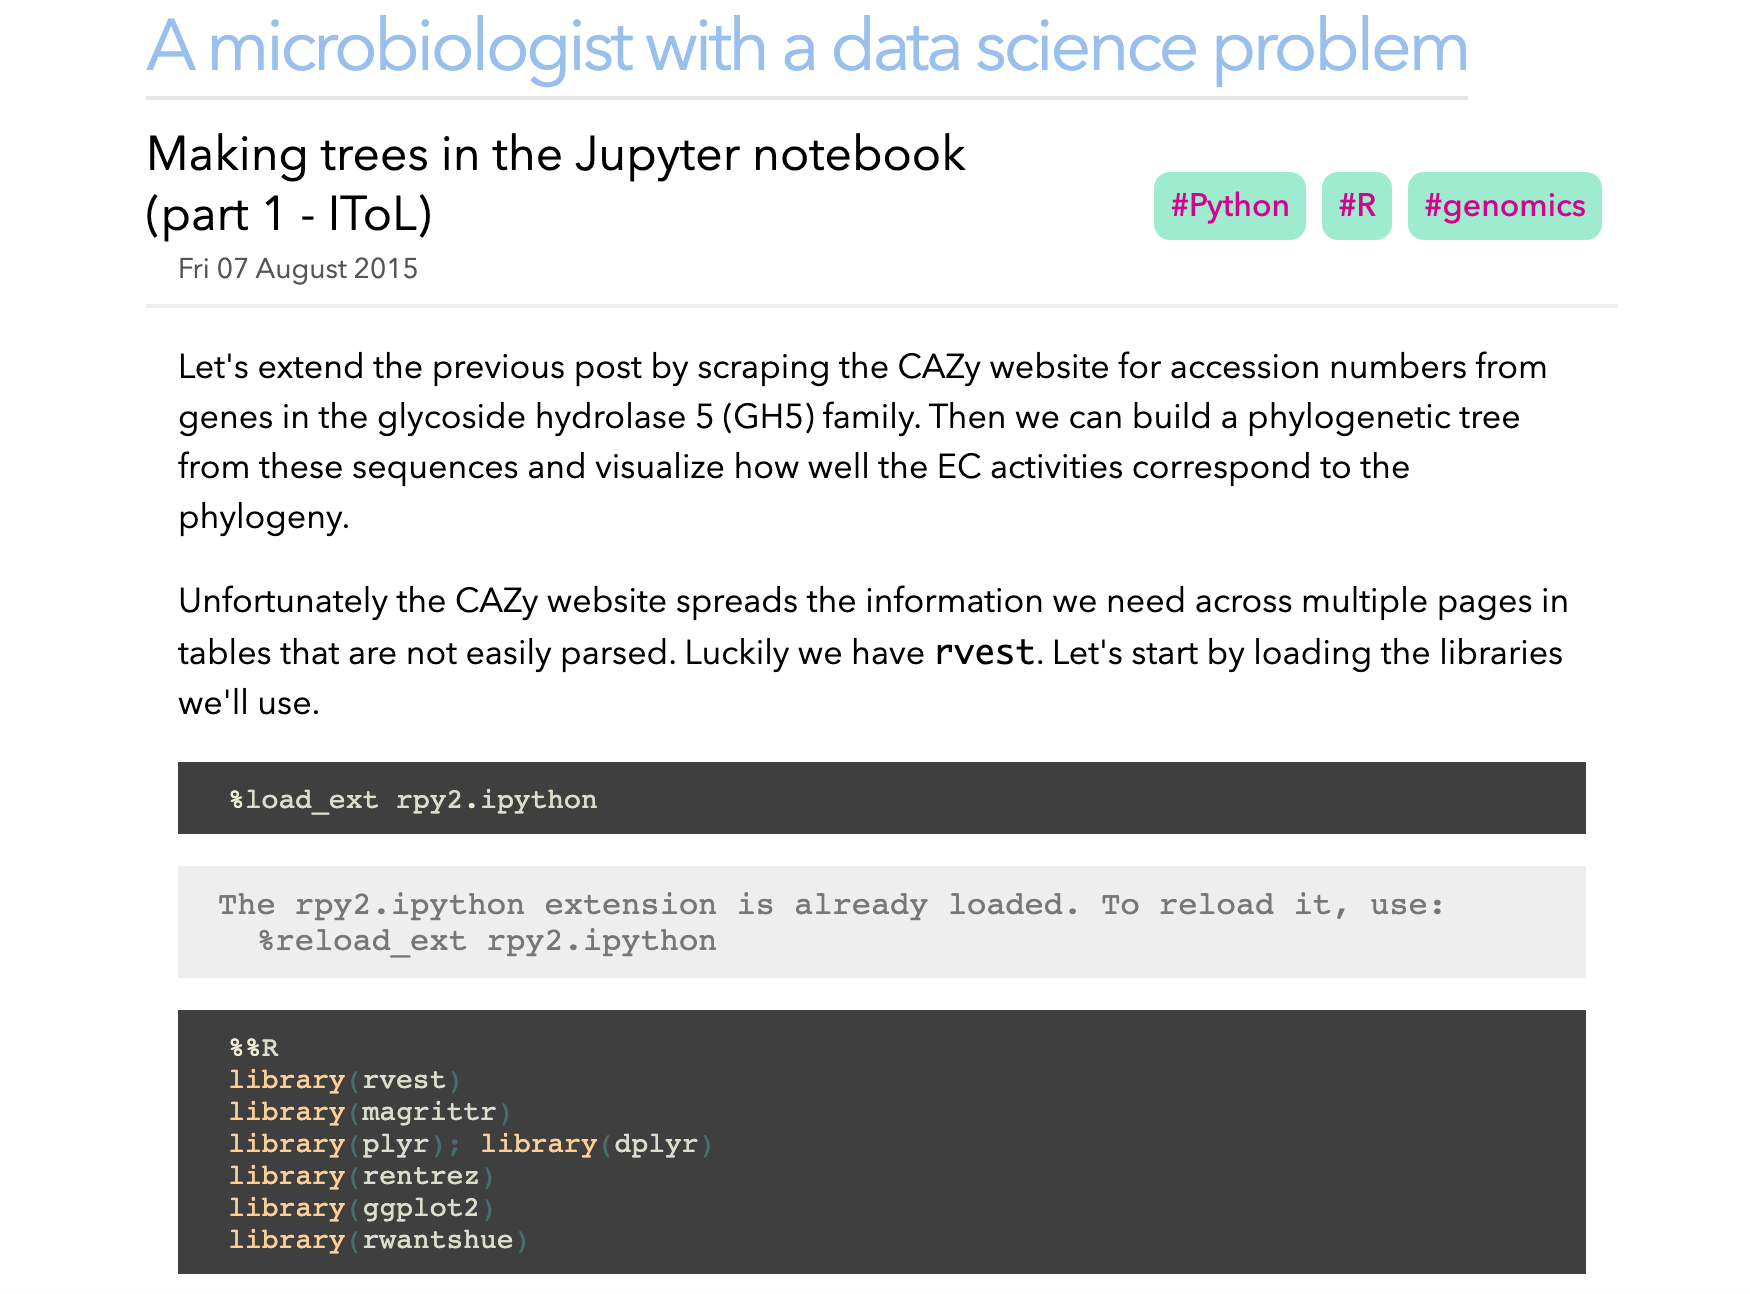 A microbiologist with a data science problem
Making trees in the Jupyter notebook
(part 1 - IToL)
#Python #R #genomics
Fri 07 August 2015
Let's extend the previous post by scraping the CAZy website for accession numbers from
genes in the glycoside hydrolase 5 (GH5) family. Then we can build a phylogenetic tree
from these sequences and visualize how well the EC activities correspond to the
phylogeny.
Unfortunately the CAZy website spreads the information we need across multiple pages in
tables that are not easily parsed. Luckily we have rvest. Let's start by loading the libraries
we'll use.
%load_ext rpy2.ipython
The rpy2.ipython extension is already loaded. To reload it, use:
  %reload_ext rpy2.ipython
%%R
library(rvest)
library(magrittr)
library(plyr); library(dplyr)
library(rentrez)
library(ggplot2)
library(rwantshue)